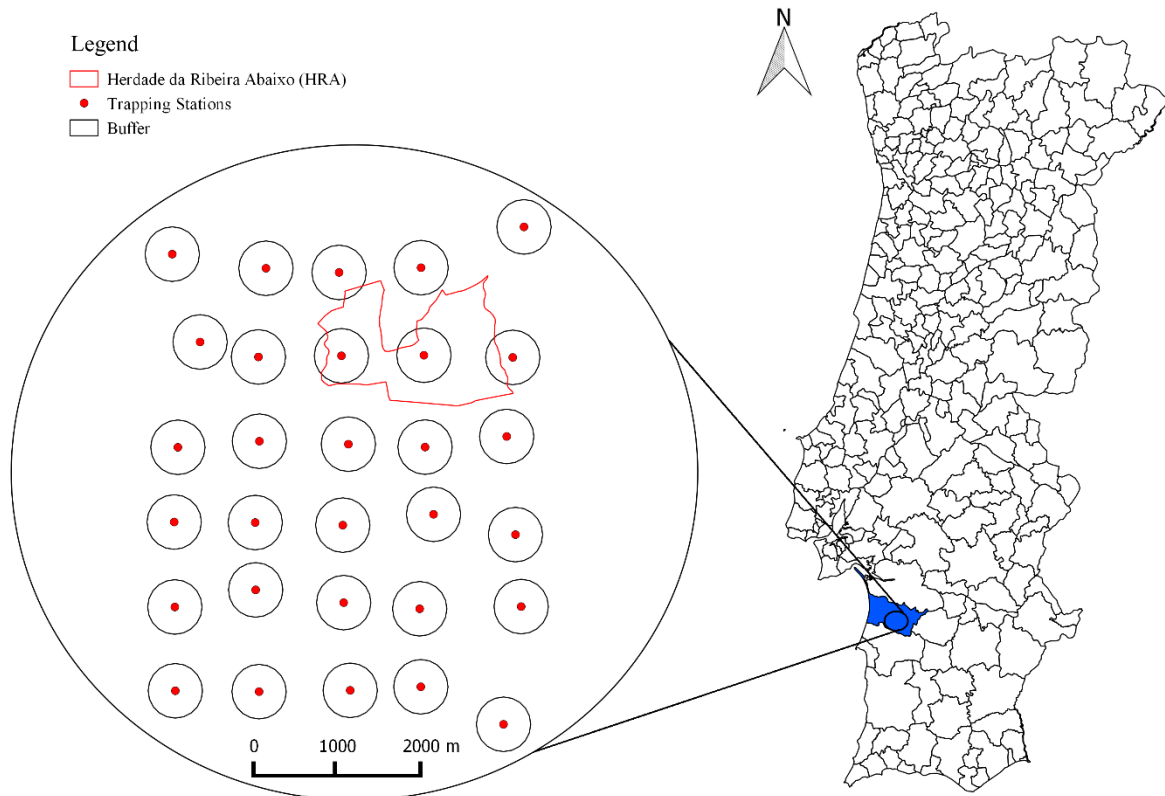 Legend
Herdade da Ribeira Abaixo (HRA)
Trapping Stations
Buffer
N
0 1000 2000 m